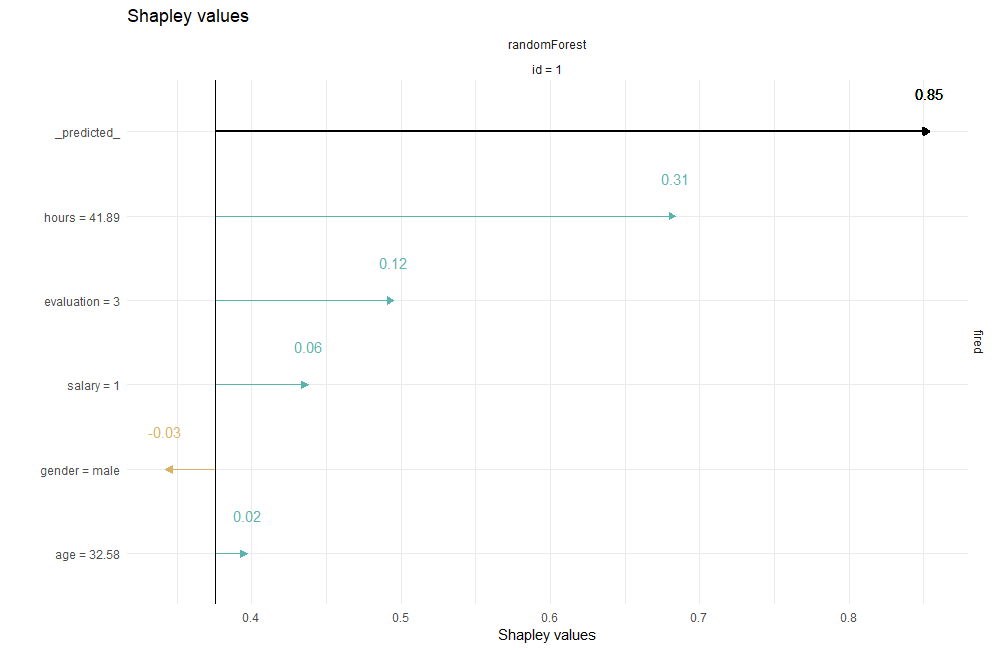 Shapley values
randomForest
id = 1
0.85
_predicted_
0.31
hours = 41.89
0.12
evaluation = 3
fired
0.06
salary = 1
-0.03
gender = male
0.02
age = 32.58
0.4 0.5 0.6 0.7 0.8
Shapley values